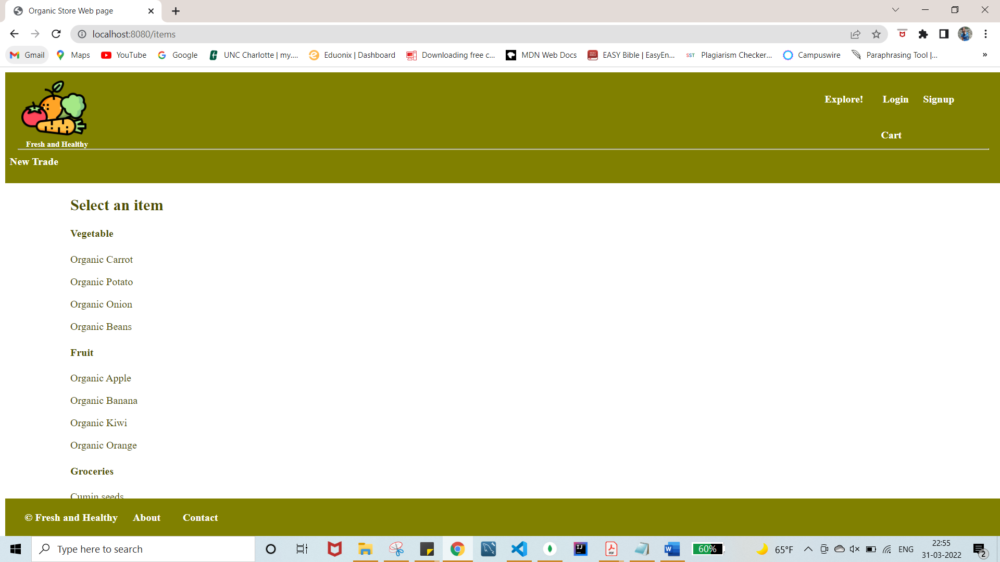 Organic Store Web page
localhost:8080/items
Gmail Maps YouTube Google UNC Charlotte | my.... Eduonix | Dashboard Downloading free c... MDN Web Docs EASY Bible | EasyEn... SST Plagiarism Checker... Campuswire Paraphrasing Tool |... »
Explore! Login Signup
Cart
Fresh and Healthy
New Trade
Select an item
Vegetable
Organic Carrot
Organic Potato
Organic Onion
Organic Beans
Fruit
Organic Apple
Organic Banana
Organic Kiwi
Organic Orange
Groceries
Cumin seeds
© Fresh and Healthy About Contact
Type here to search
60%
65°F
ENG
22:55
31-03-2022
2